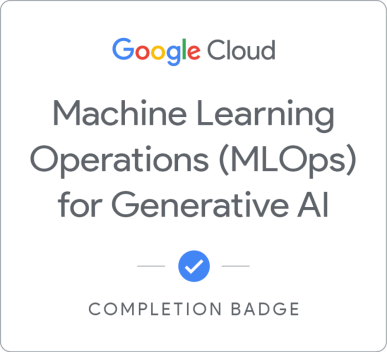 Google Cloud
Machine Learning
Operations (MLOps)
for Generative AI
COMPLETION BADGE